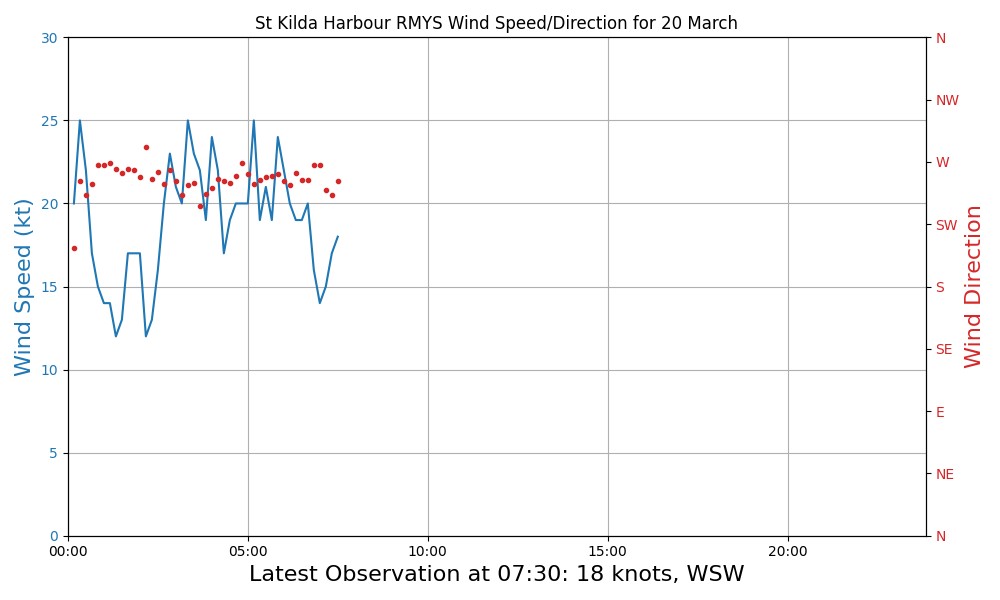 St Kilda Harbour RMYS Wind Speed/Direction for 20 March
30
25
20
15
10
5
0
Wind Speed (kt)
N
NW
W
SW
S
SE
E
NE
N
Wind Direction
00:00 05:00 10:00 15:00 20:00
Latest Observation at 07:30: 18 knots, WSW